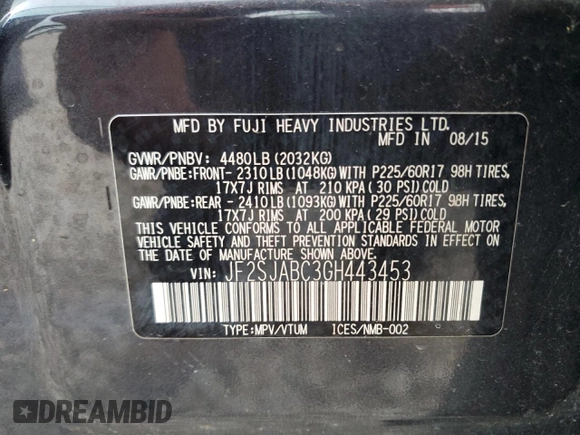 MFD BY FUJI HEAVY INDUSTRIES LTD.
MFD IN 08/15
GVWR/PNBV: 4480LB(2032KG)
GAWR/PNBE:FRONT- 2310LB(1048KG)WITH P225/60R17 98H TIRES,
17X7J RIMS AT 210 KPA(30 PSI)COLD
GAWR/PNBE:REAR - 2410LB(1093KG)WITH P225/60R17 98H TIRES,
17X7J RIMS AT 200 KPA(29 PSI)COLD
THIS VEHICLE CONFORMS TO ALL APPLICABLE FEDERAL MOTOR
VEHICLE SAFETY AND THEFT PREVENTION STANDARDS IN EFFECT ON
THE DATE OF MANUFACTURE SHOWN ABOVE.
VIN: JF2SJABC3GH443453
TYPE:MPV/VTUM ICES/NMB-002
DREAMBID